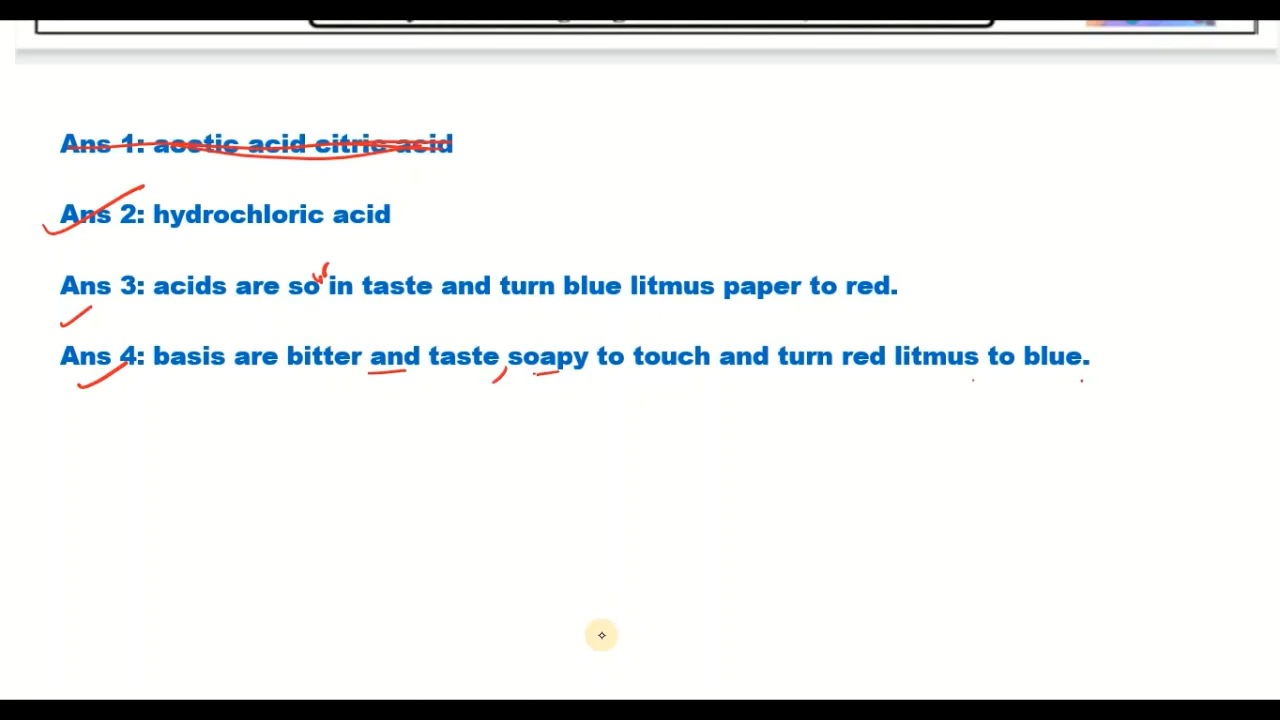 Ans 1: acetic acid citric acid
Ans 2: hydrochloric acid
Ans 3: acids are so ur in taste and turn blue litmus paper to red.
Ans 4: basis are bitter and taste , soapy to touch and turn red litmus to blue.